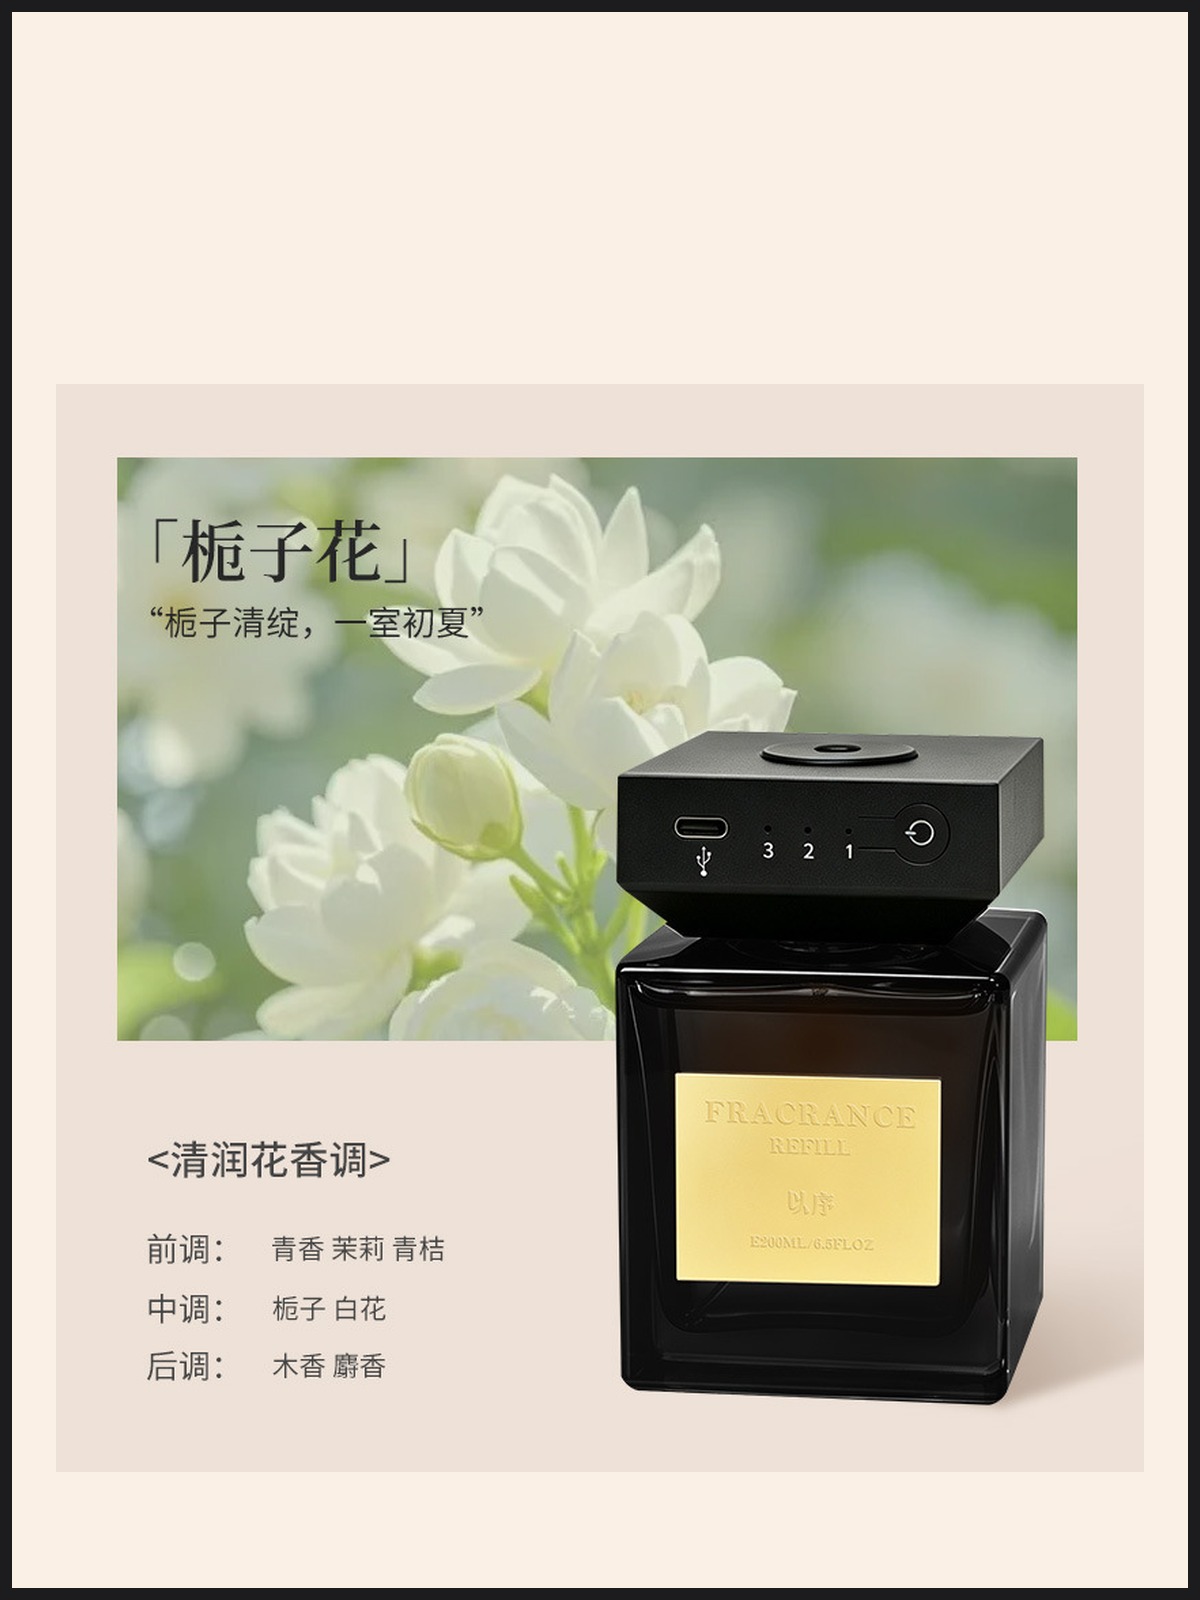 「栀子花」
“栀子清绽，一室初夏”
3 2 1
FRAGRANCE
REFILL
以序
E200ML/6.5FLOZ
<清润花香调>
前调： 青香 茉莉 青桔
中调： 栀子 白花
后调： 木香 麝香